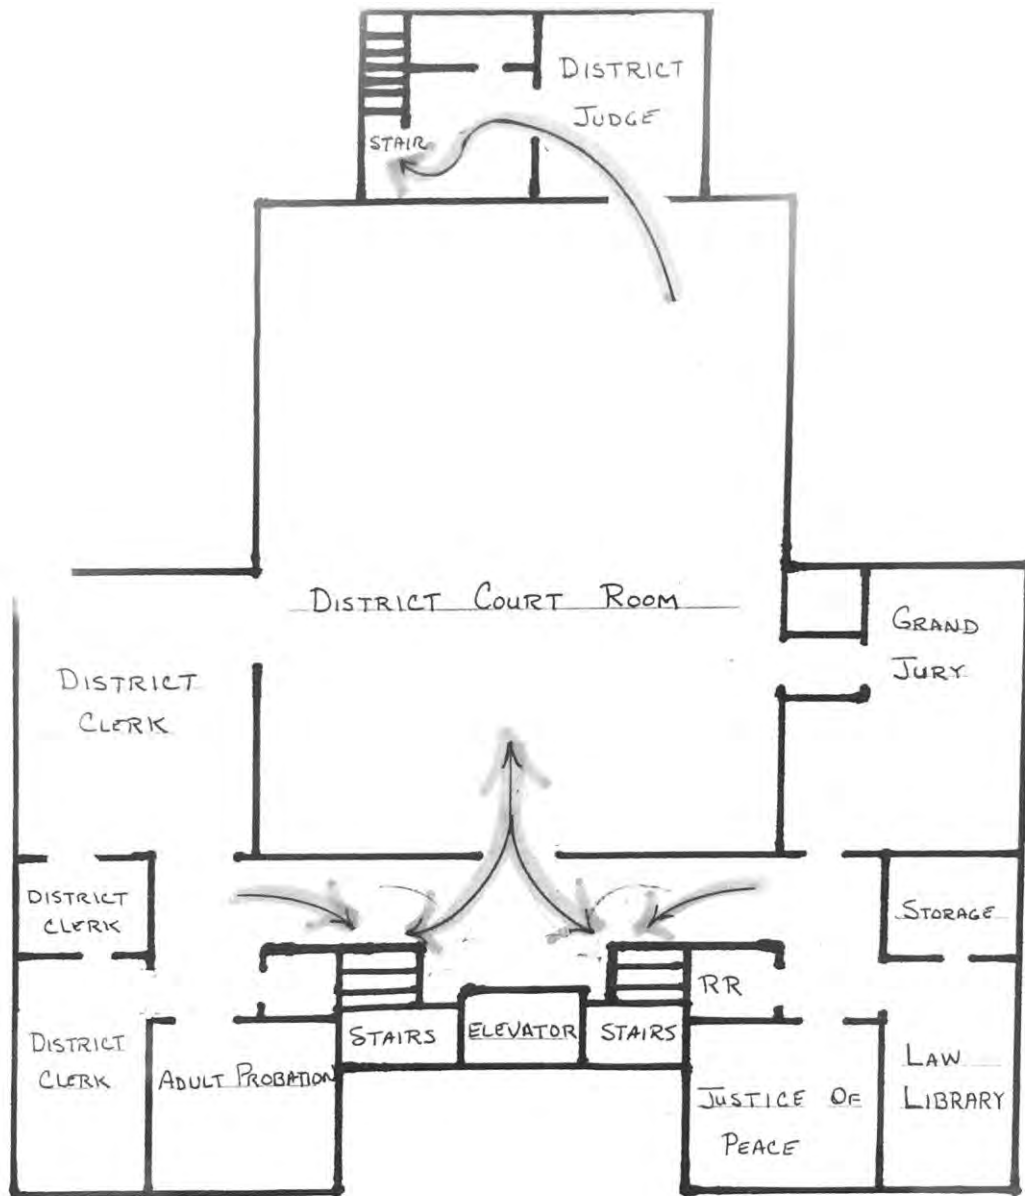 DISTRICT
JUDGE
STAIR
DISTRICT COURT ROOM
GRAND
JURY
DISTRICT
CLERK
DISTRICT
CLERK
STORAGE
RR
STAIRS
ELEVATOR
STAIRS
DISTRICT
CLERK
ADULT PROBATION
JUSTICE OF
PEACE
LAW
LIBRARY